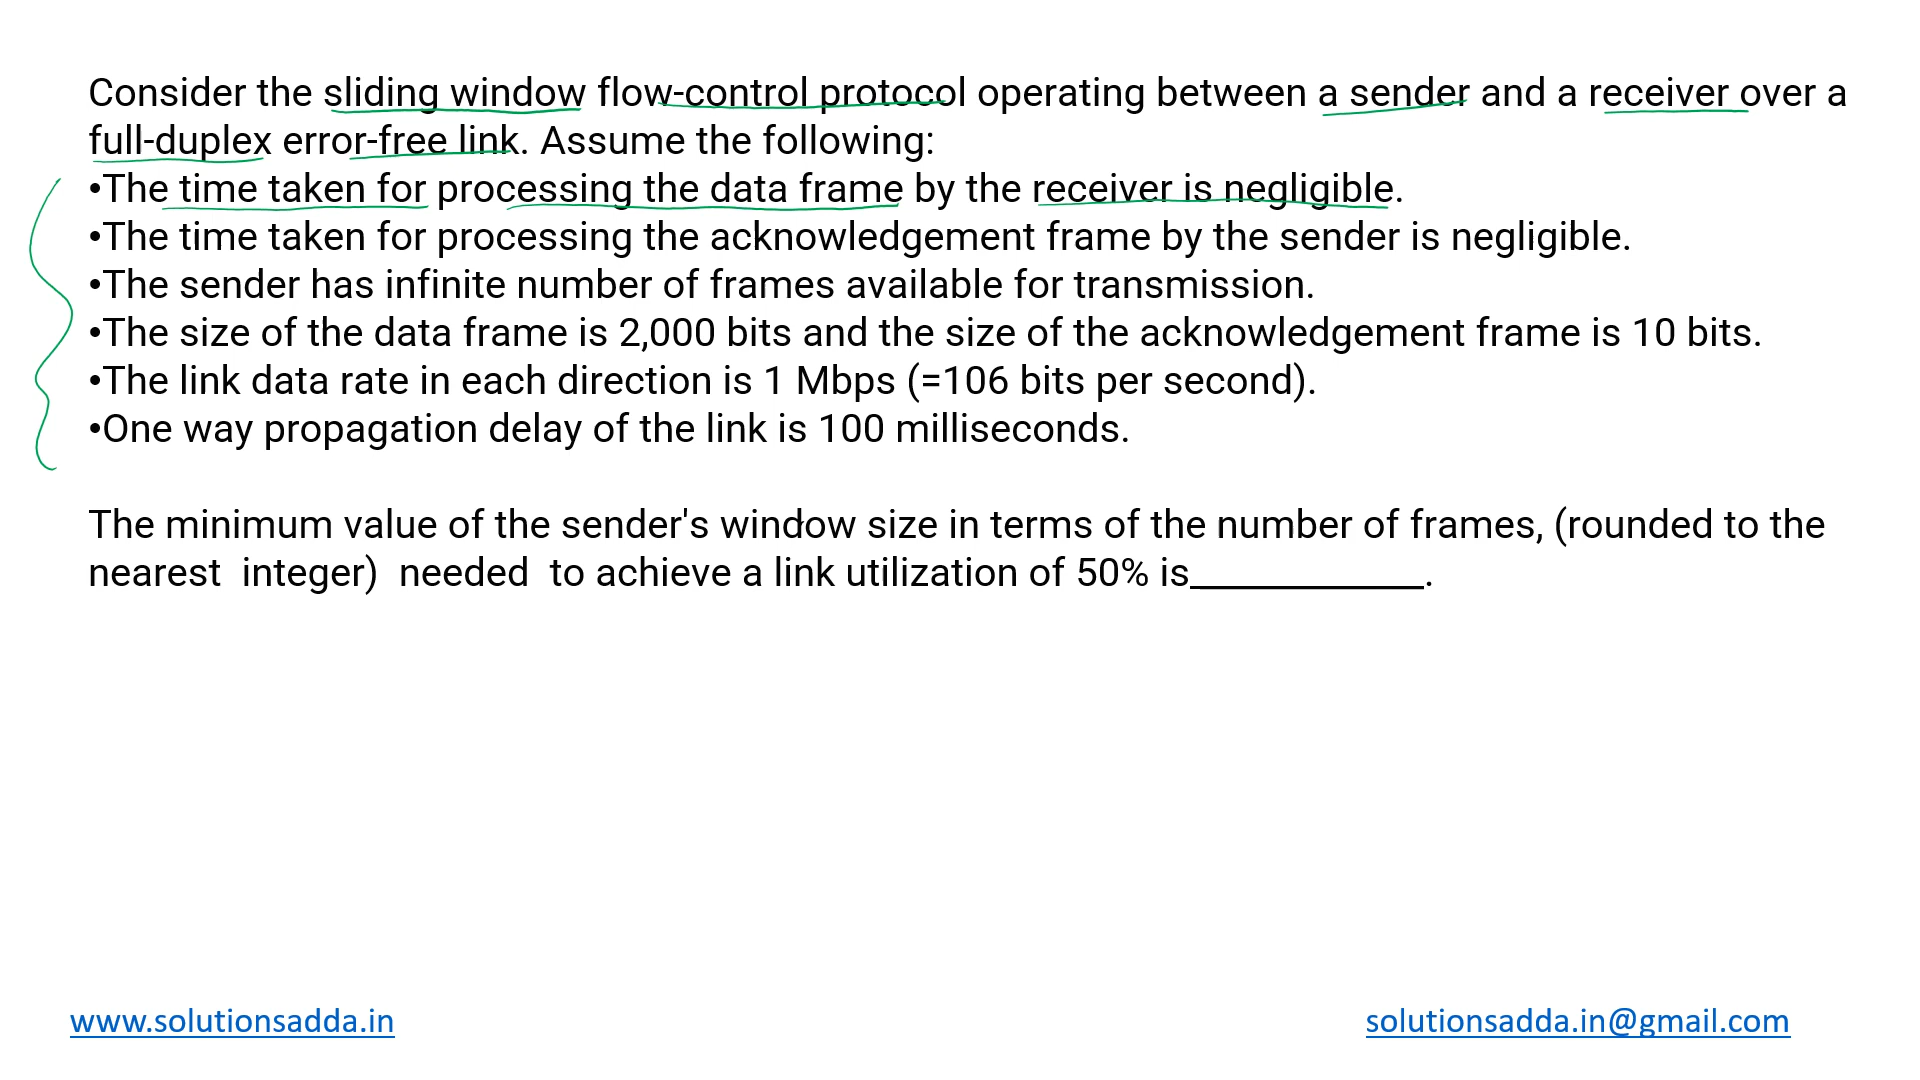 Consider the sliding window flow-control protocol operating between a sender and a receiver over a
full-duplex error-free link. Assume the following:
•The time taken for processing the data frame by the receiver is negligible.
•The time taken for processing the acknowledgement frame by the sender is negligible.
•The sender has infinite number of frames available for transmission.
•The size of the data frame is 2,000 bits and the size of the acknowledgement frame is 10 bits.
•The link data rate in each direction is 1 Mbps (=106 bits per second).
•One way propagation delay of the link is 100 milliseconds.
The minimum value of the sender's window size in terms of the number of frames, (rounded to the
nearest integer) needed to achieve a link utilization of 50% is___________.
www.solutionsadda.in
solutionsadda.in@gmail.com